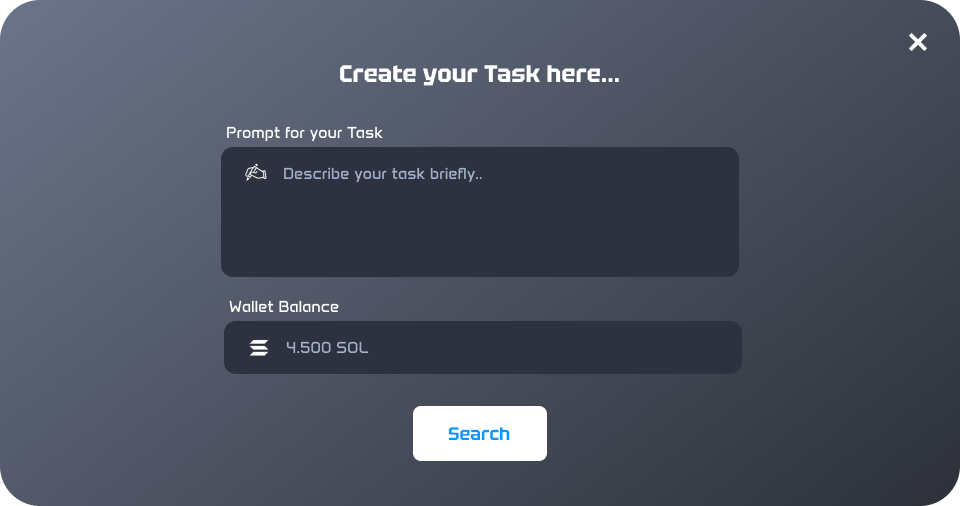 Create your Task here...
Prompt for your Task
Describe your task briefly..
Wallet Balance
4.500 SOL
Search